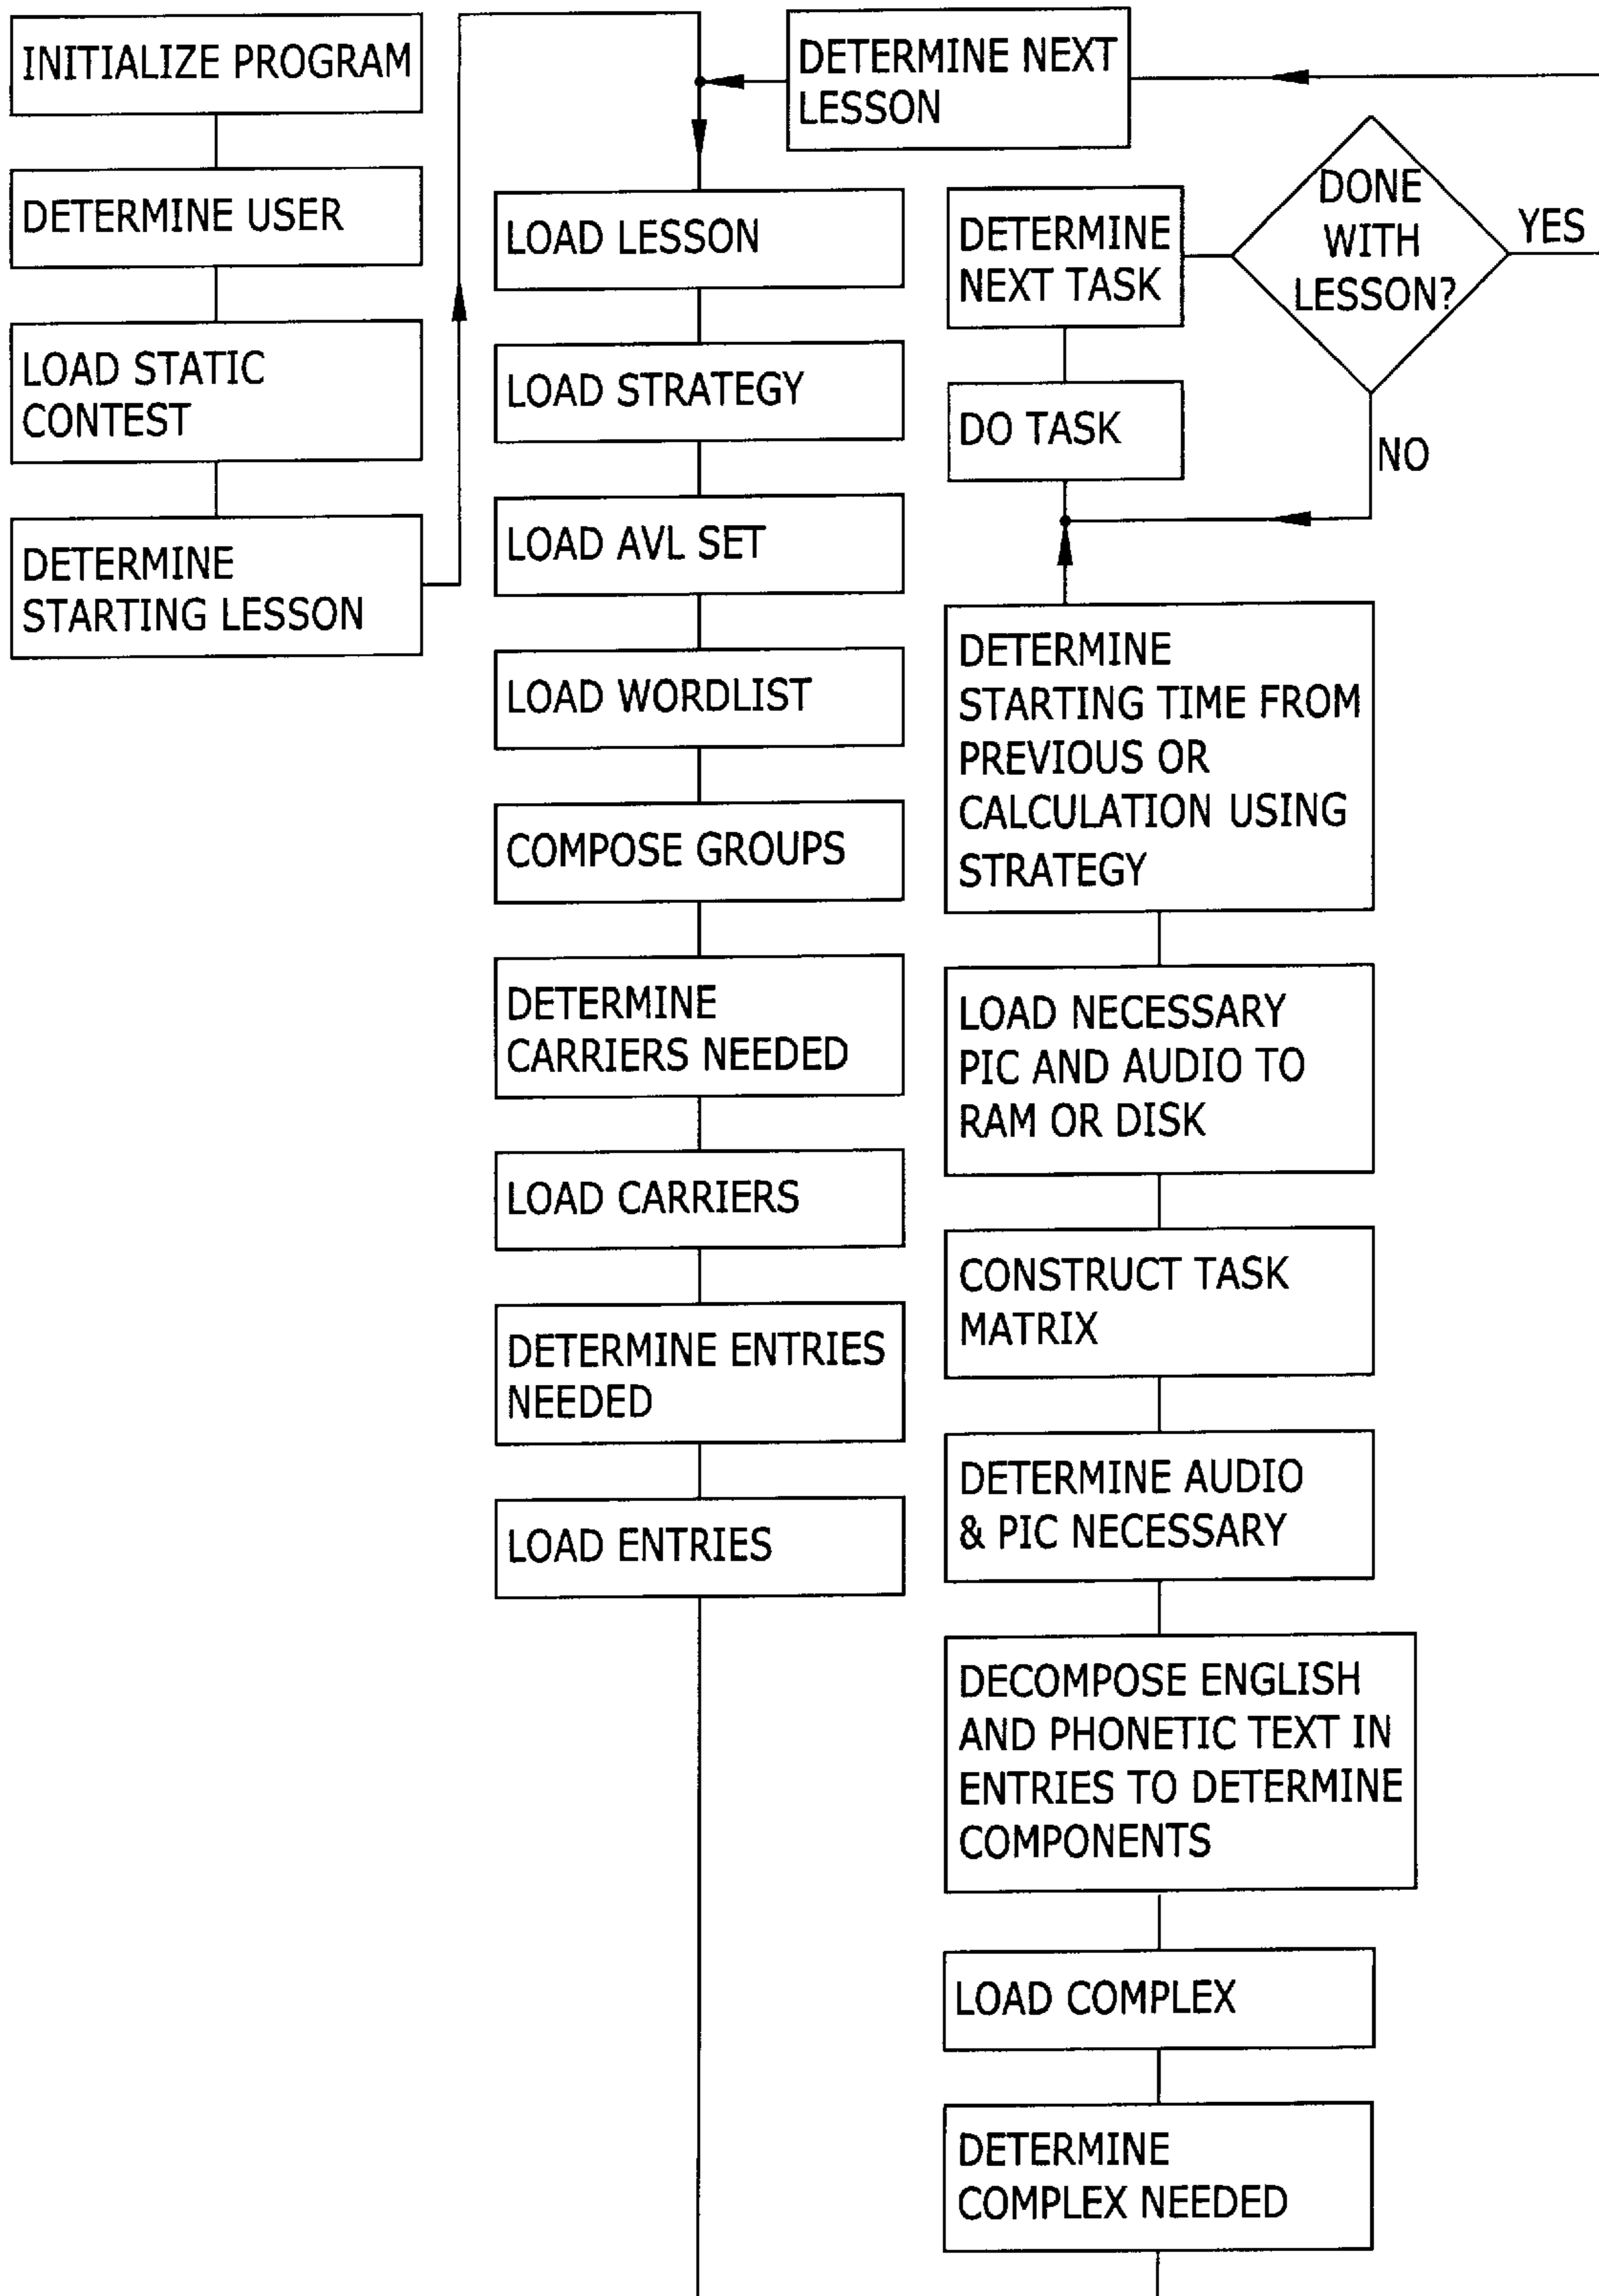 INITIALIZE PROGRAM
DETERMINE USER
LOAD STATIC
CONTEST
DETERMINE
STARTING LESSON
DETERMINE NEXT
LESSON
LOAD LESSON
LOAD STRATEGY
LOAD AVL SET
LOAD WORDLIST
COMPOSE GROUPS
DETERMINE
CARRIERS NEEDED
LOAD CARRIERS
DETERMINE ENTRIES
NEEDED
LOAD ENTRIES
DONE
WITH
LESSON?
YES
NO
DETERMINE
NEXT TASK
DO TASK
DETERMINE
STARTING TIME FROM
PREVIOUS OR
CALCULATION USING
STRATEGY
LOAD NECESSARY
PIC AND AUDIO TO
RAM OR DISK
CONSTRUCT TASK
MATRIX
DETERMINE AUDIO
& PIC NECESSARY
DECOMPOSE ENGLISH
AND PHONETIC TEXT IN
ENTRIES TO DETERMINE
COMPONENTS
LOAD COMPLEX
DETERMINE
COMPLEX NEEDED